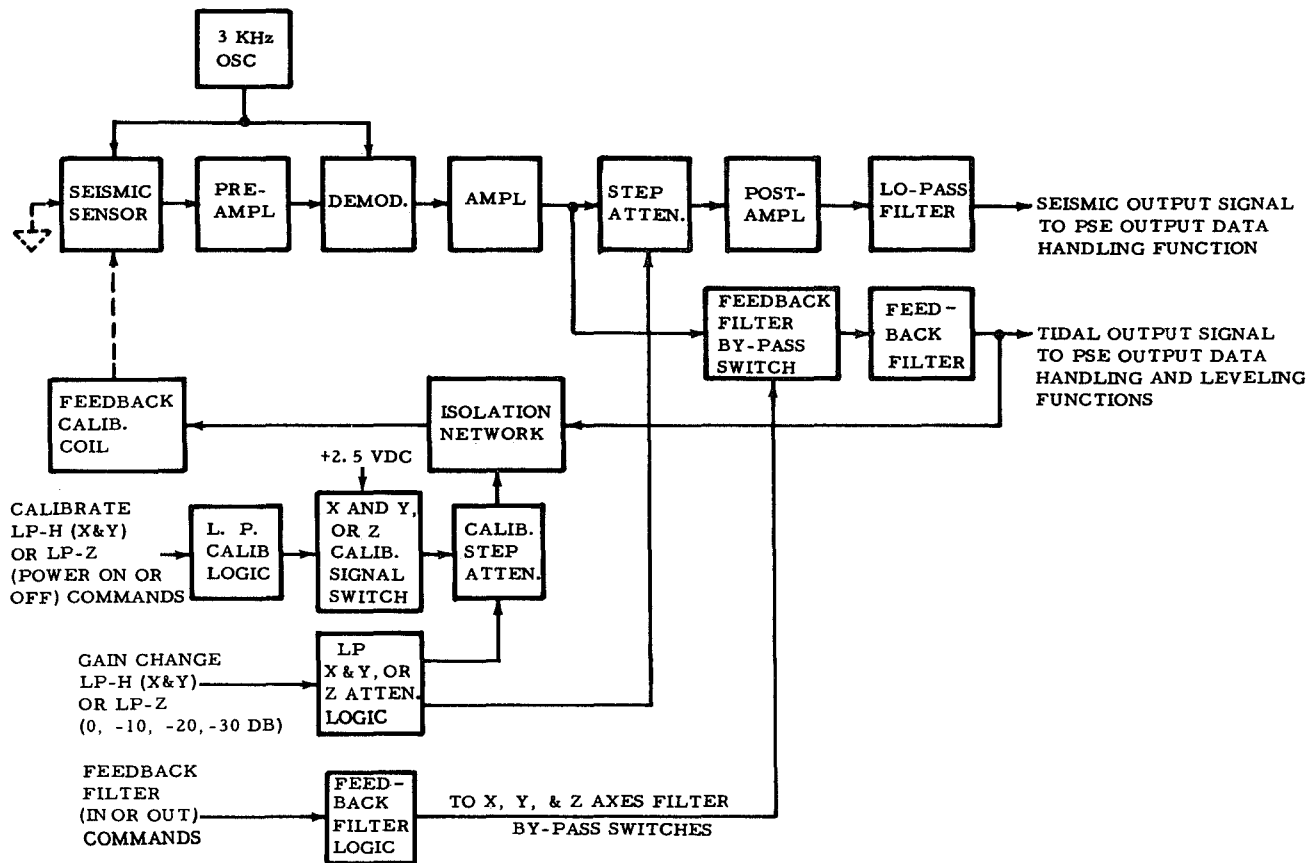 3 KHz
OSC
SEISMIC
SENSOR
PRE-
AMPL
DEMOD.
AMPL
STEP
ATTEN.
POST-
AMPL
LO-PASS
FILTER
SEISMIC OUTPUT SIGNAL
TO PSE OUTPUT DATA
HANDLING FUNCTION
FEEDBACK
FILTER
BY-PASS
SWITCH
FEED-
BACK
FILTER
TIDAL OUTPUT SIGNAL
TO PSE OUTPUT DATA
HANDLING AND LEVELING
FUNCTIONS
FEEDBACK
CALIB.
COIL
ISOLATION
NETWORK
+2.5 VDC
CALIBRATE
LP-H (X&Y)
OR LP-Z
(POWER ON OR
OFF) COMMANDS
L. P.
CALIB
LOGIC
X AND Y,
OR Z
CALIB.
SIGNAL
SWITCH
CALIB.
STEP
ATTEN.
GAIN CHANGE
LP-H (X&Y)
OR LP-Z
(0, -10, -20, -30 DB)
LP
X & Y, OR
Z ATTEN.
LOGIC
FEEDBACK
FILTER
(IN OR OUT)
COMMANDS
FEED-
BACK
FILTER
LOGIC
TO X, Y, & Z AXES FILTER
BY-PASS SWITCHES